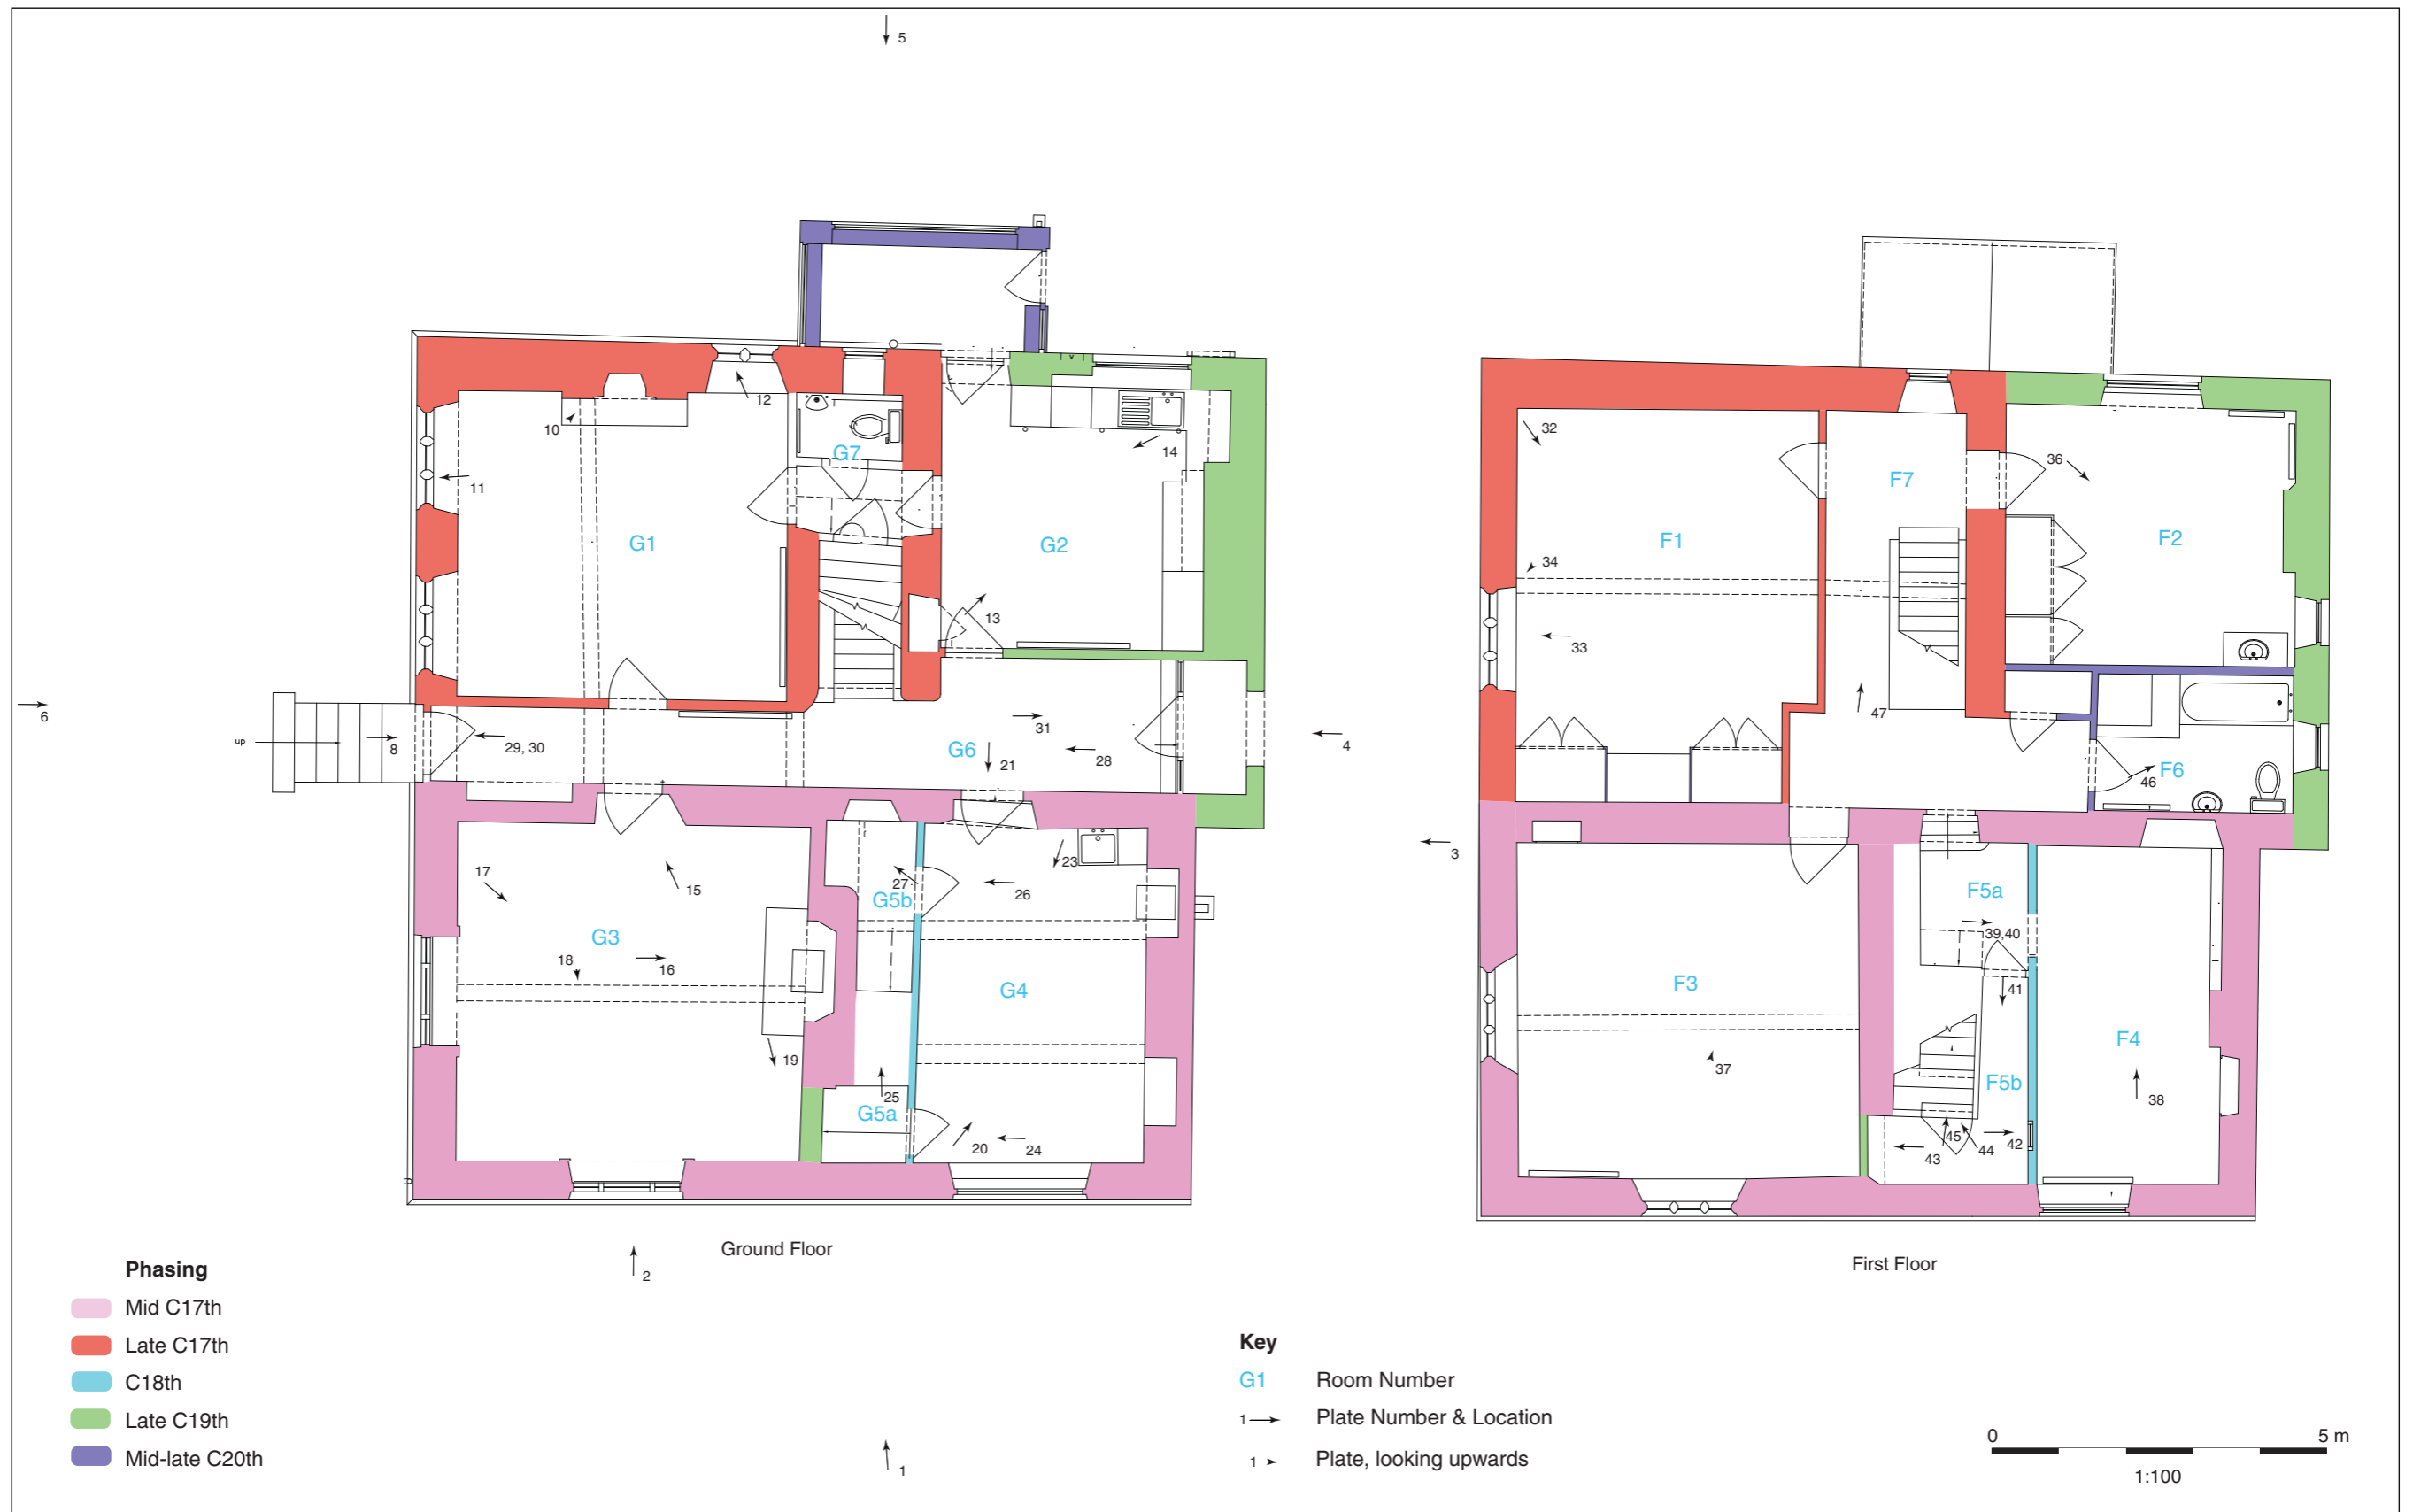 5
12
10
G7
14
11
G1
G2
13
6
up
8
29, 30
G6
31
21
28
4
17
15
23
27
26
G5b
G3
18
16
G4
19
25
G5a
20
24
2
Ground Floor
1
32
36
F7
34
F1
F2
33
47
F6
46
3
F5a
39,40
41
F3
F4
37
F5b
38
45
44
42
43
First Floor
Phasing
Mid C17th
Late C17th
C18th
Late C19th
Mid-late C20th
Key
G1 Room Number
1 Plate Number & Location
1 Plate, looking upwards
0 5 m
1:100